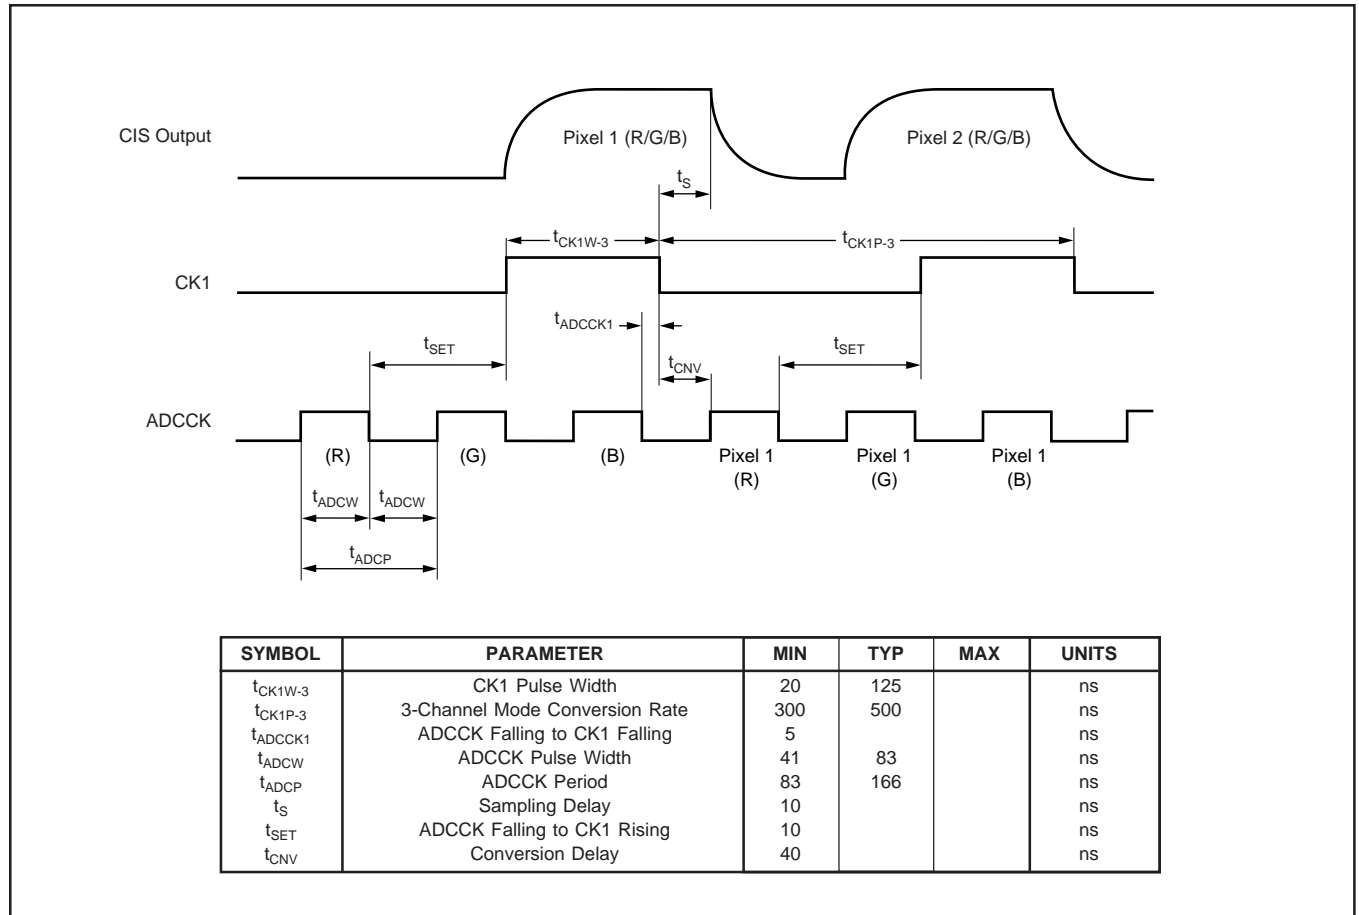 CIS Output
Pixel 1 (R/G/B)
Pixel 2 (R/G/B)
tS
tCK1W-3
tCK1P-3
CK1
tADCCK1
tSET
tCNV
tSET
ADCCK
(R)
(G)
(B)
Pixel 1
(R)
Pixel 1
(G)
Pixel 1
(B)
tADCW
tADCW
tADCP
SYMBOL PARAMETER MIN TYP MAX UNITS
tCK1W-3 CK1 Pulse Width 20 125 ns
tCK1P-3 3-Channel Mode Conversion Rate 300 500 ns
tADCCK1 ADCCK Falling to CK1 Falling 5 ns
tADCW ADCCK Pulse Width 41 83 ns
tADCP ADCCK Period 83 166 ns
tS Sampling Delay 10 ns
tSET ADCCK Falling to CK1 Rising 10 ns
tCNV Conversion Delay 40 ns